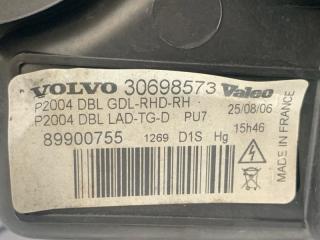 VOLVO 30698573 Valeo
P2004 DBL GDL-RHD-RH 25/08/06
P2004 DBL LAD-TG-D PU7 15h46
89900755 1269 D1S Hg
MADE IN FRANCE